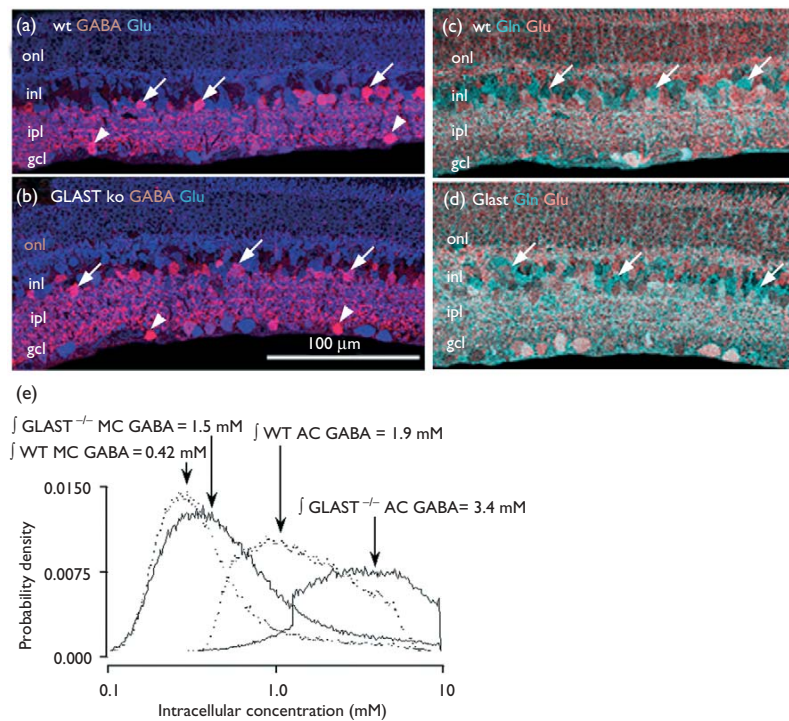 (a) wt GABA Glu
onl
inl
ipl
gcl
(b) GLAST ko GABA Glu
onl
inl
ipl
gcl
100 μm
(c) wt Gln Glu
onl
inl
ipl
gcl
(d) Glast Gln Glu
onl
inl
ipl
gcl
(e)
∫ GLAST −/− MC GABA = 1.5 mM
∫ WT MC GABA = 0.42 mM
∫ WT AC GABA = 1.9 mM
∫ GLAST −/− AC GABA= 3.4 mM
Probability density
0.0150
0.0075
0.000
0.1
1.0
10
Intracellular concentration (mM)